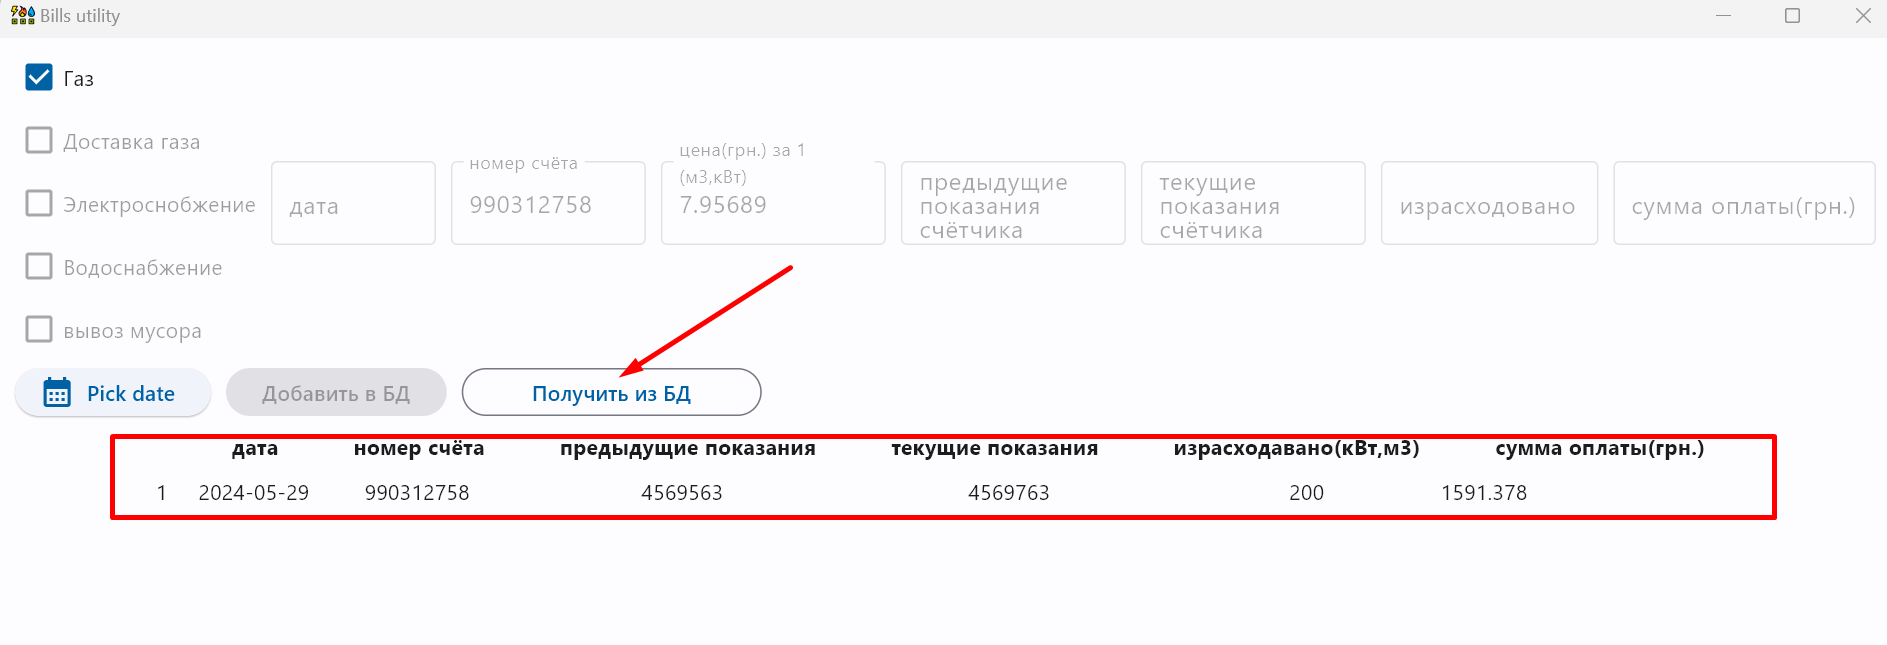 Bills utility
Газ
Доставка газа
Электроснобжение
Водоснабжение
вывоз мусора
дата
номер счёта
990312758
цена(грн.) за 1
(м3,кВт)
7.95689
предыдущие
показания
счётчика
текущие
показания
счётчика
израсходовано
сумма оплаты(грн.)
Pick date
Добавить в БД
Получить из БД
дата номер счёта предыдущие показания текущие показания израсходавано(кВт,м3) сумма оплаты(грн.)
1 2024-05-29 990312758 4569563 4569763 200 1591.378